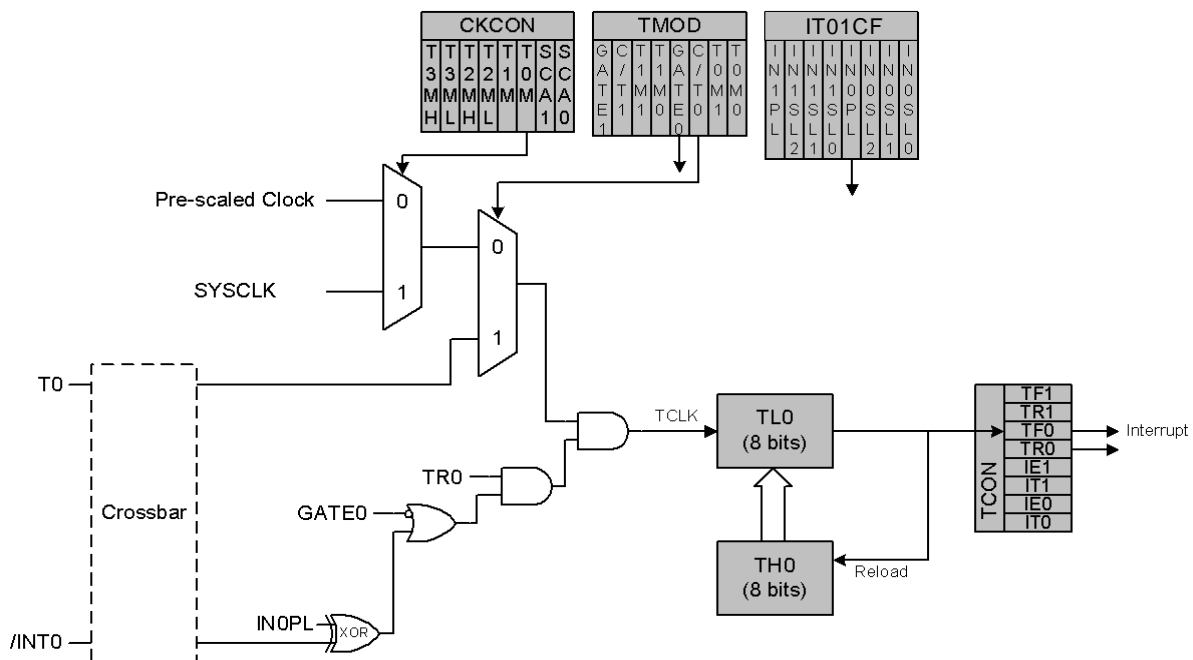 CKCON
T3MH T3ML T2MH T2ML T1M T0M SCA1 SCA0
TMOD
GATE1 C/T1 T1M1 T1M0 GATE0 C/T0 T0M1 T0M0
IT01CF
IN1PL IN1SL2 IN1SL1 IN1SL0 IN0PL IN0SL2 IN0SL1 IN0SL0
Pre-scaled Clock
0
0
SYSCLK
1
1
T0
Crossbar
TR0
GATE0
IN0PL
XOR
/INT0
TCLK
TL0
(8 bits)
TH0
(8 bits)
Reload
TCON
TF1
TR1
TF0
TR0
IE1
IT1
IE0
IT0
Interrupt